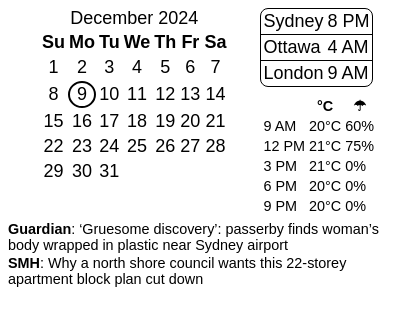 December 2024
Su Mo Tu We Th Fr Sa
1 2 3 4 5 6 7
8 9 10 11 12 13 14
15 16 17 18 19 20 21
22 23 24 25 26 27 28
29 30 31
Sydney 8 PM
Ottawa 4 AM
London 9 AM
°C ☂
9 AM 20°C 60%
12 PM 21°C 75%
3 PM 21°C 0%
6 PM 20°C 0%
9 PM 20°C 0%
Guardian: ‘Gruesome discovery’: passerby finds woman’s
body wrapped in plastic near Sydney airport
SMH: Why a north shore council wants this 22-storey
apartment block plan cut down